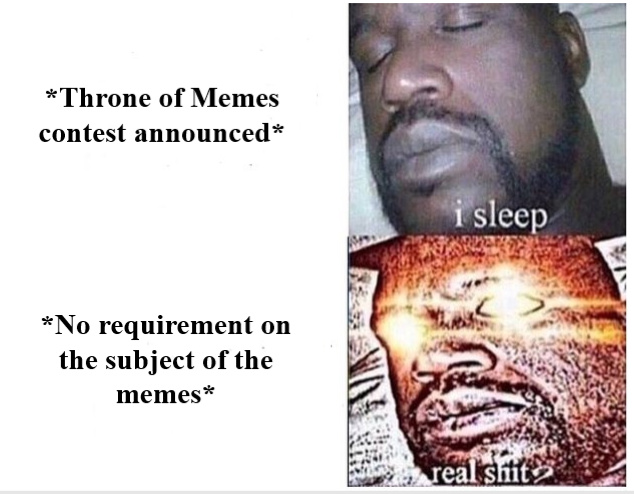 *Throne of Memes
contest announced*
i sleep
*No requirement on
the subject of the
memes*
real shit?